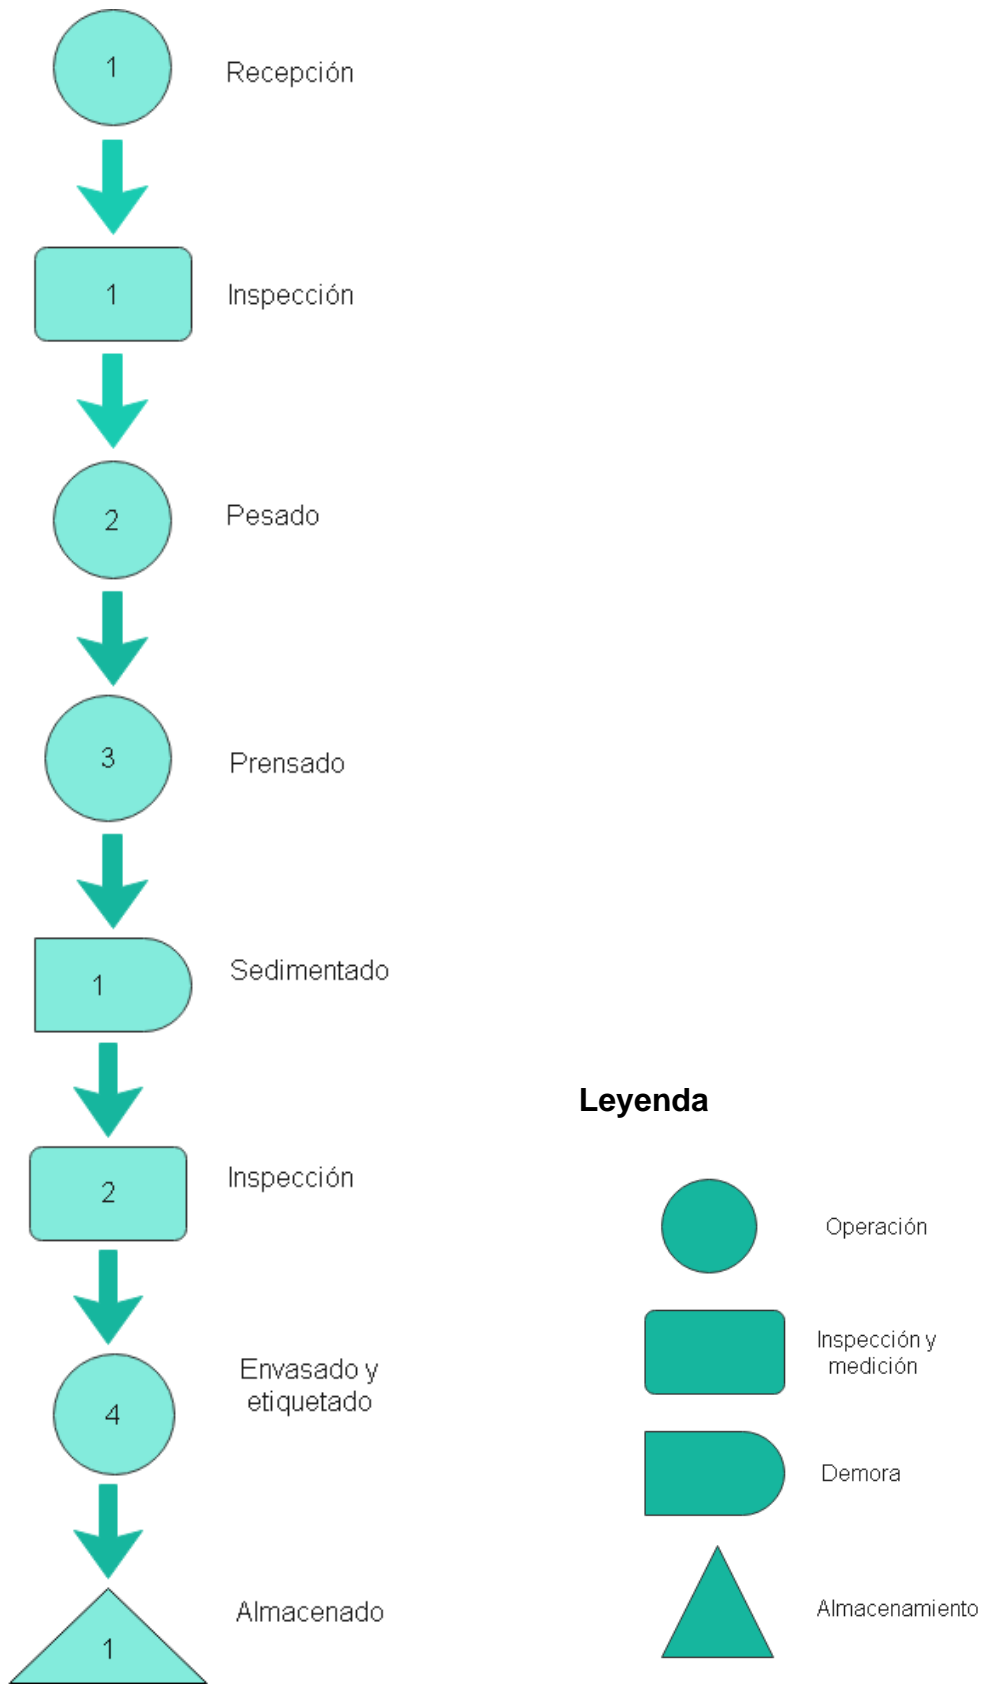 1
Recepción
1
Inspección
2
Pesado
3
Prensado
1
Sedimentado
2
Inspección
4
Envasado y
etiquetado
1
Almacenado
Leyenda
Operación
Inspección y
medición
Demora
Almacenamiento